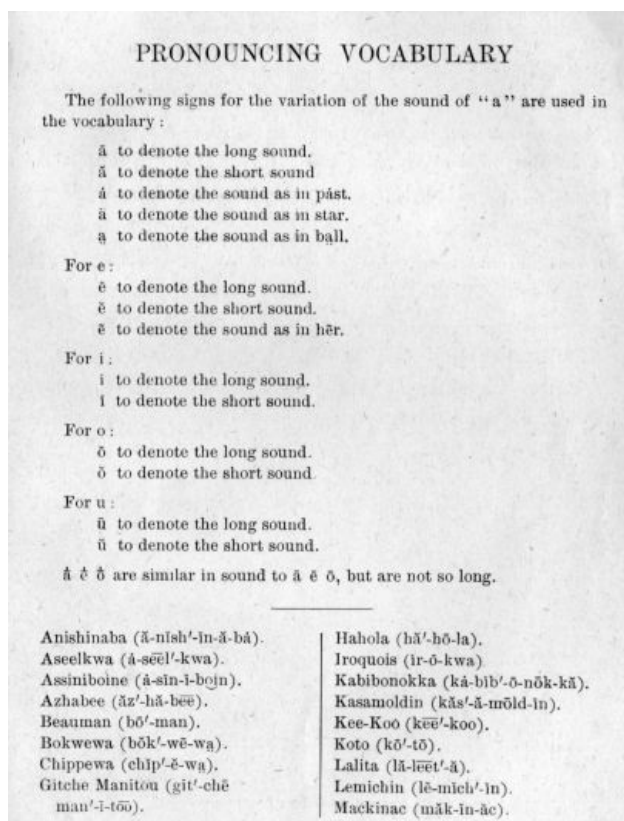 PRONOUNCING VOCABULARY
The following signs for the variation of the sound of "a" are used in
the vocabulary :
ā to denote the long sound.
ă to denote the short sound
á to denote the sound as in pást.
ä to denote the sound as in star.
ạ to denote the sound as in bạll.
For e :
ē to denote the long sound.
ĕ to denote the short sound.
ẽ to denote the sound as in hẽr.
For i :
ī to denote the long sound.
ĭ to denote the short sound.
For o :
ō to denote the long sound.
ŏ to denote the short sound.
For u :
ū to denote the long sound.
ŭ to denote the short sound.
are similar in sound to ā ē ō, but are not so long.
Anishinaba (ă-nĭsh′-ĭn-ă-bá).
Aseelkwa (á-sēēl′-kwa).
Assiniboine (á-sĭn-ĭ-boin).
Azhabee (ăz′-hă-bēē).
Beauman (bō′-man).
Bokwewa (bŏk′-wē-wạ).
Chippewa (chĭp′-ĕ-wạ).
Gitche Manitou (gĭt′-chē
man′-ĭ-tōō).
Hahola (hă′-hō-la).
Iroquois (ĭr-ō-kwa)
Kabibonokka (ká-bĭb′-ō-nŏk-kă).
Kasamoldin (kăs′-ă-mōld-ĭn).
Kee-Koo (kēē′-koo).
Koto (kō′-tō).
Lalita (lă-lēēt′-ă).
Lemichin (lĕ-mĭch′-ĭn).
Mackinac (măk-ĭn-ăc).